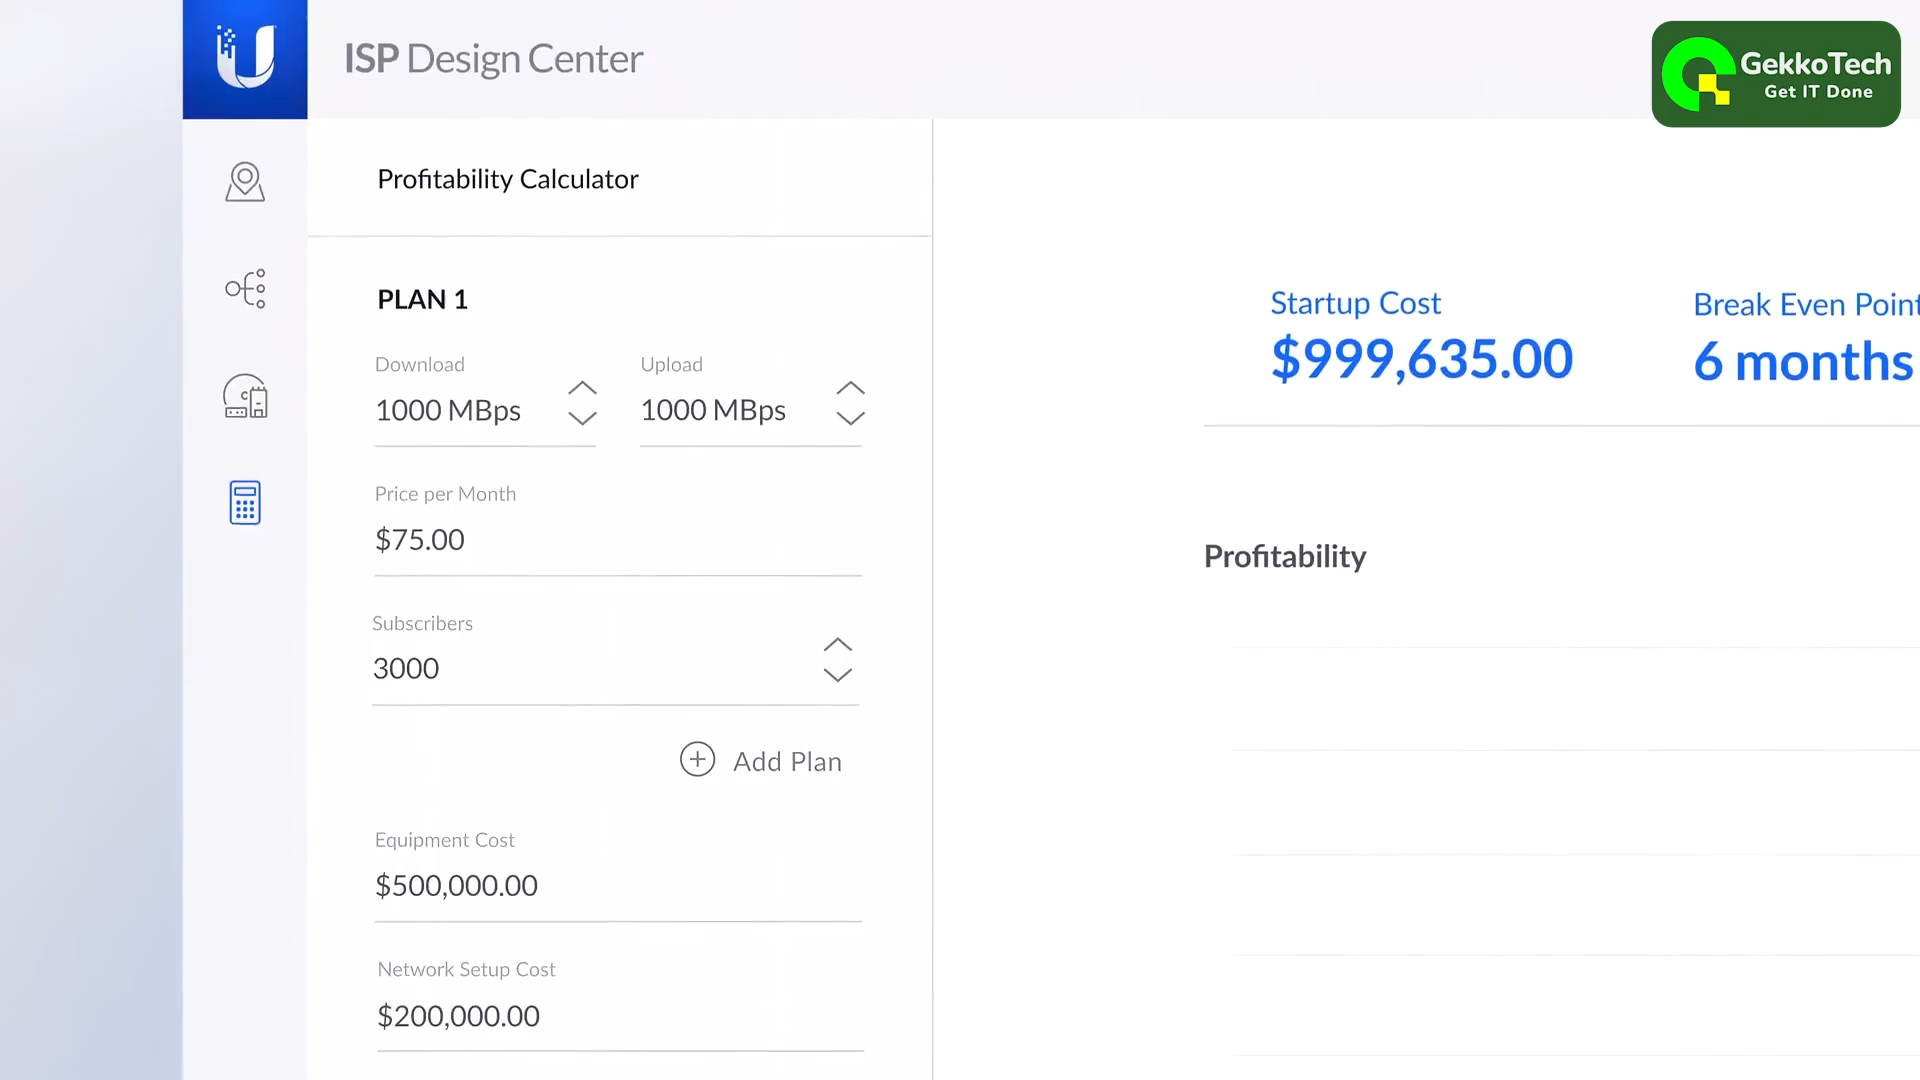 ISP Design Center
GekkoTech
Get IT Done
Profitability Calculator
PLAN 1
Download
1000 MBps
Upload
1000 MBps
Price per Month
$75.00
Subscribers
3000
Add Plan
Equipment Cost
$500,000.00
Network Setup Cost
$200,000.00
Startup Cost
$999,635.00
Break Even Point
6 months
Profitability